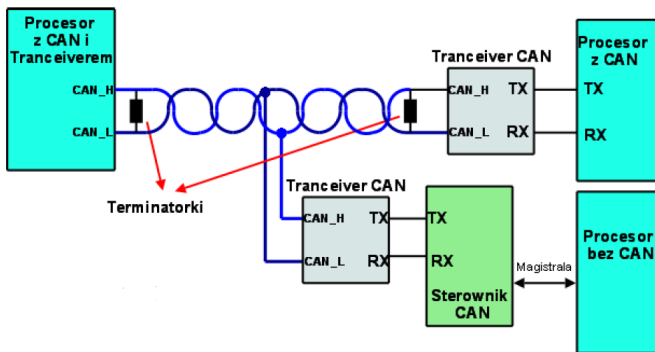 Procesor
z CAN i
Tranceiverem
CAN_H
CAN_L
Terminatorki
Tranceiver CAN
CAN_H
TX
CAN_L
RX
Procesor
z CAN
TX
RX
Tranceiver CAN
CAN_H
TX
CAN_L
RX
TX
RX
Sterownik
CAN
Magistrala
Procesor
bez CAN